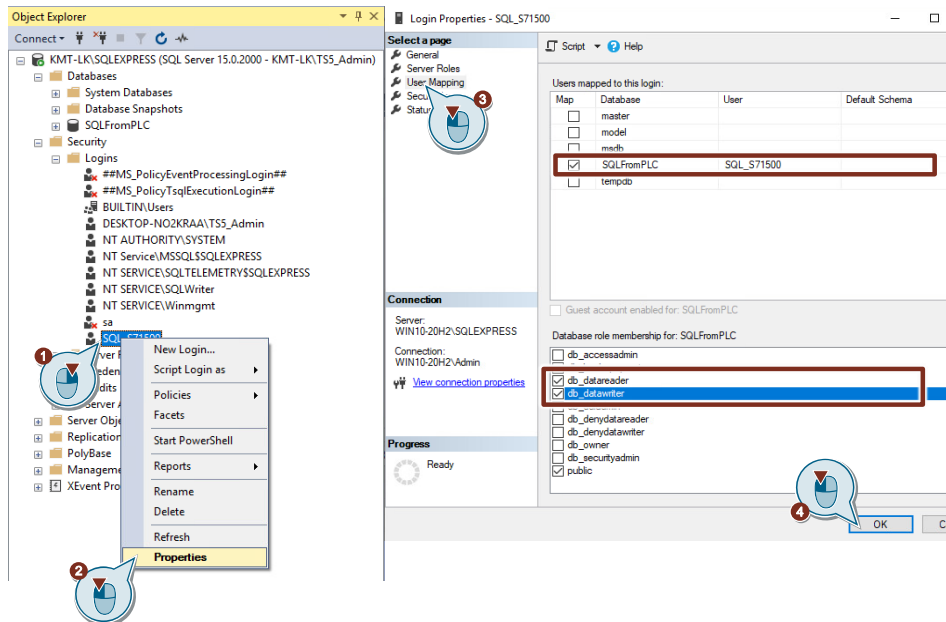 Object Explorer
Connect
KMT-LK\SQLEXPRESS (SQL Server 15.0.2000 - KMT-LK\TS5_Admin)
Databases
System Databases
Database Snapshots
SQLFromPLC
Security
Logins
##MS_PolicyEventProcessingLogin##
##MS_PolicyTsqlExecutionLogin##
BUILTIN\Users
DESKTOP-NO2KRAA\TS5_Admin
NT AUTHORITY\SYSTEM
NT Service\MSSQL$SQLEXPRESS
NT SERVICE\SQLTELEMETRY$SQLEXPRESS
NT SERVICE\SQLWriter
NT SERVICE\Winmgmt
sa
SQL_S71500
Server Obje
Replication
PolyBase
Manageme
XEvent Pro
1
New Login...
Script Login as
Policies
Facets
Start PowerShell
Reports
Rename
Delete
Refresh
Properties
2
Login Properties - SQL_S71500
Select a page
General
Server Roles
User Mapping
Secu
Statu
3
Connection
Server:
WIN10-20H2\SQLEXPRESS
Connection:
WIN10-20H2\Admin
View connection properties
Progress
Ready
Script
Help
Users mapped to this login:
Map Database User Default Schema
master
model
msdb
SQLFromPLC SQL_S71500
tempdb
Guest account enabled for: SQLFromPLC
Database role membership for: SQLFromPLC
db_accessadmin
db_datareader
db_datawriter
db_denydatareader
db_denydatawriter
db_owner
db_securityadmin
public
4
OK
C